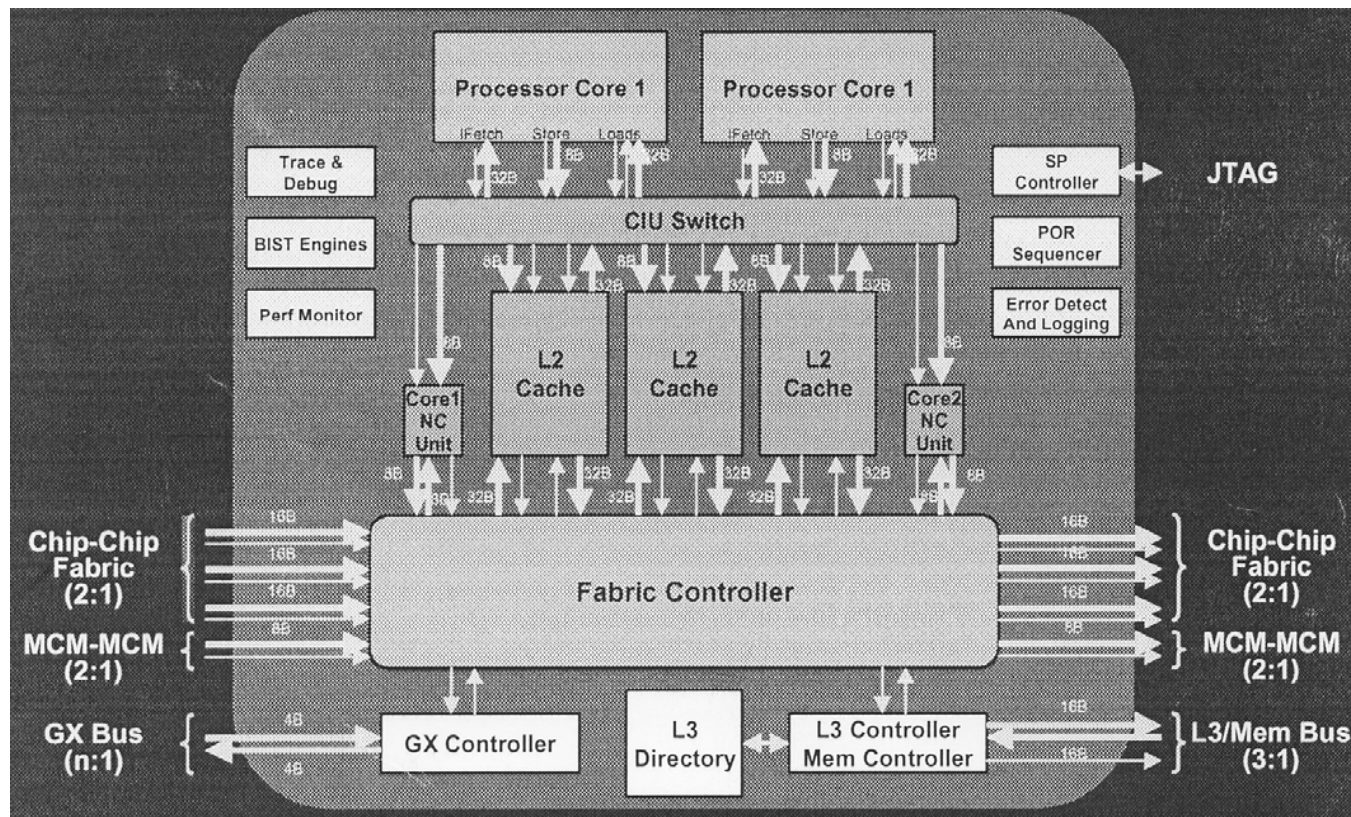 Processor Core 1
Processor Core 1
IFetch Store Loads
IFetch Store Loads
8B
32B
32B
8B
32B
32B
Trace &
Debug
BIST Engines
Perf Monitor
SP
Controller
JTAG
POR
Sequencer
Error Detect
And Logging
CIU Switch
8B
32B
8B
32B
8B
32B
8B
8B
L2
Cache
L2
Cache
L2
Cache
Core1
NC
Unit
Core2
NC
Unit
8B
8B
32B
32B
32B
32B
32B
32B
8B
8B
Chip-Chip
Fabric
(2:1)
16B
16B
16B
MCM-MCM
(2:1)
8B
Fabric Controller
16B
16B
16B
Chip-Chip
Fabric
(2:1)
8B
MCM-MCM
(2:1)
GX Bus
(n:1)
4B
4B
GX Controller
L3
Directory
L3 Controller
Mem Controller
16B
16B
L3/Mem Bus
(3:1)